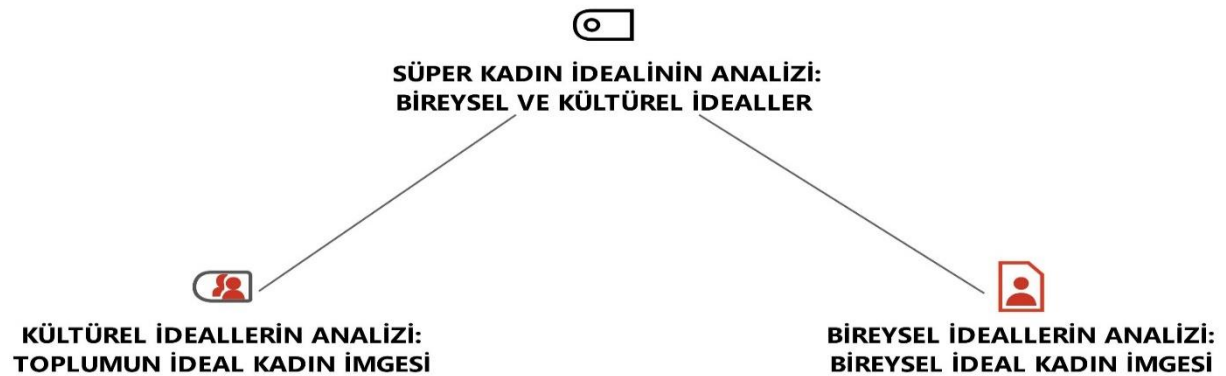 SÜPER KADIN İDEALİNİN ANALİZİ:
BİREYSEL VE KÜLTÜREL İDEALLER
KÜLTÜREL İDEALLERİN ANALİZİ:
TOPLUMUN İDEAL KADIN İMGESİ
BİREYSEL İDEALLERİN ANALİZİ:
BİREYSEL İDEAL KADIN İMGESİ